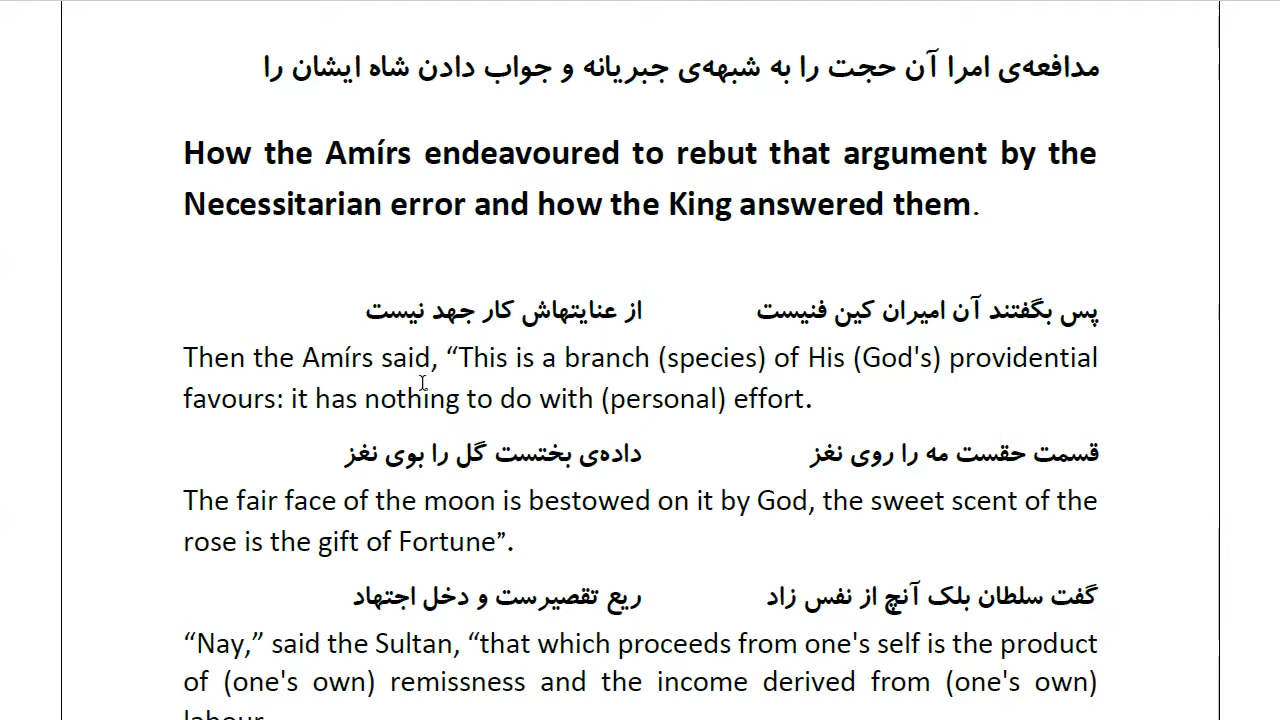 مدافعه‌ی امرا آن حجت را به شبهه‌ی جبریانه و جواب دادن شاه ایشان را
How the Amírs endeavoured to rebut that argument by the
Necessitarian error and how the King answered them.
پس بگفتند آن امیران کین فنیست از عنایتهاش کار جهد نیست
Then the Amírs said, “This is a branch (species) of His (God's) providential
favours: it has nothing to do with (personal) effort.
قسمت حقست مه را روی نغز داده‌ی بختست گل را بوی نغز
The fair face of the moon is bestowed on it by God, the sweet scent of the
rose is the gift of Fortune”.
گفت سلطان بلک آنچ از نفس زاد ریع تقصیرست و دخل اجتهاد
“Nay,” said the Sultan, “that which proceeds from one's self is the product
of (one's own) remissness and the income derived from (one's own)
labour